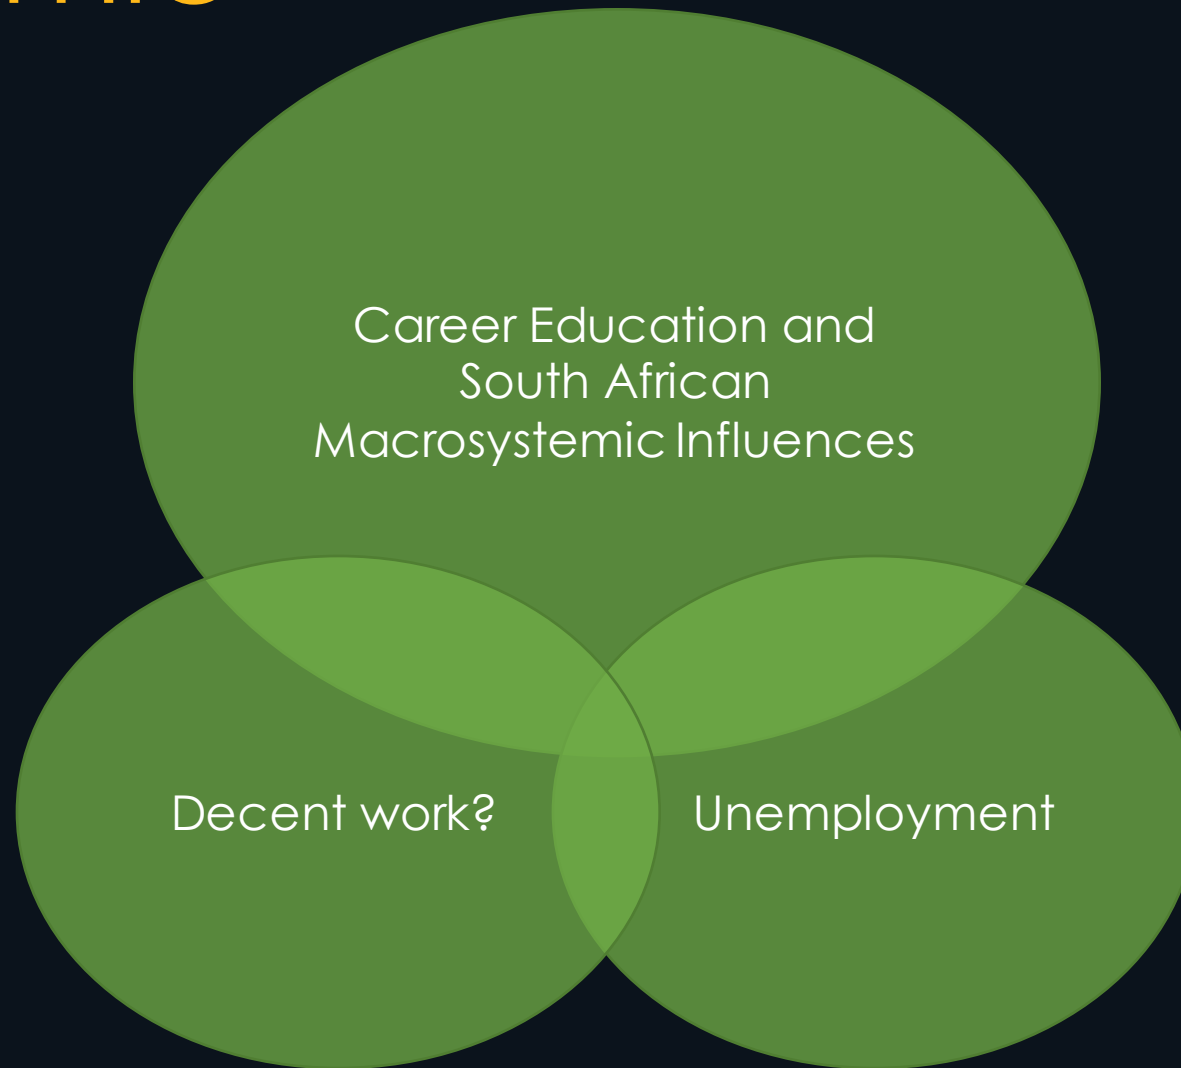 Career Education and
South African
Macrosystemic Influences
Decent work?
Unemployment